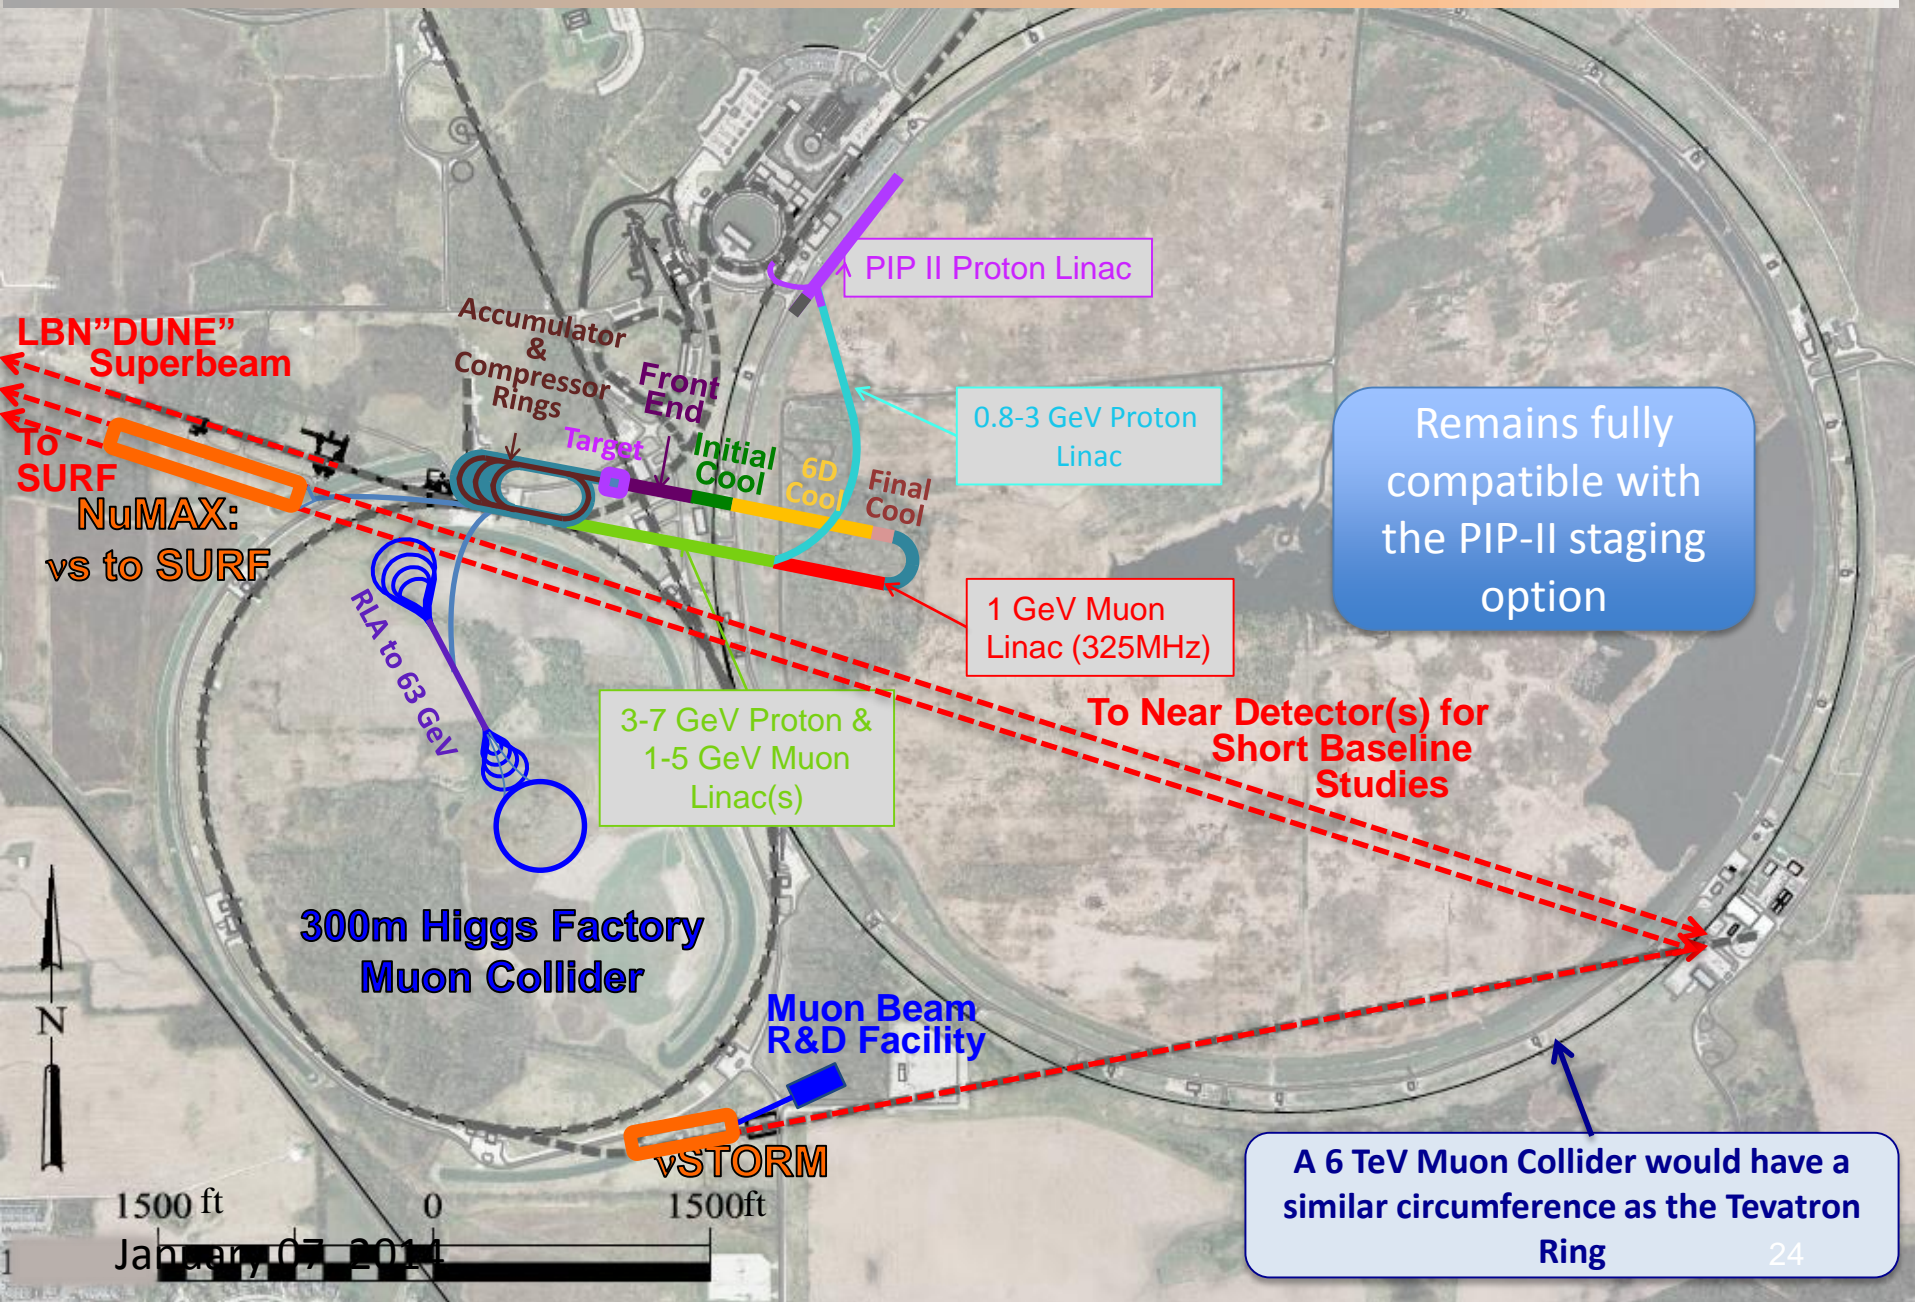 PIP II Proton Linac
LBN”DUNE”
Superbeam
Accumulator
&
Compressor
Rings
Front
End
Target
Initial
Cool
6D
Cool
Final
Cool
0.8-3 GeV Proton
Linac
Remains fully
compatible with
the PIP-II staging
option
To
SURF
NuMAX:
νs to SURF
RLA to 63 GeV
1 GeV Muon
Linac (325MHz)
3-7 GeV Proton &
1-5 GeV Muon
Linac(s)
To Near Detector(s) for
Short Baseline
Studies
300m Higgs Factory
Muon Collider
N
Muon Beam
R&D Facility
νSTORM
A 6 TeV Muon Collider would have a
similar circumference as the Tevatron
Ring
1500 ft 0 1500ft
January 07, 2014
24